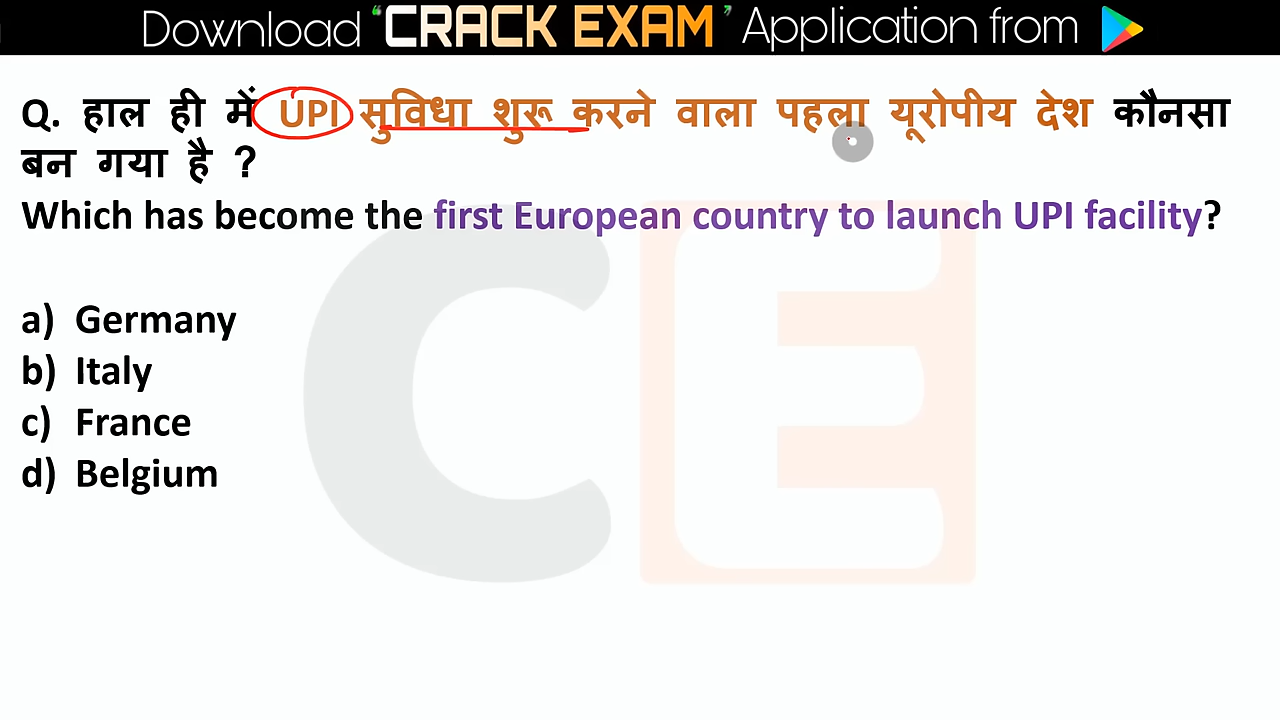 Download “CRACK EXAM” Application from
Q. हाल ही में UPI सुविधा शुरू करने वाला पहला यूरोपीय देश कौनसा
बन गया है ?
Which has become the first European country to launch UPI facility?
a) Germany
b) Italy
c) France
d) Belgium
CE